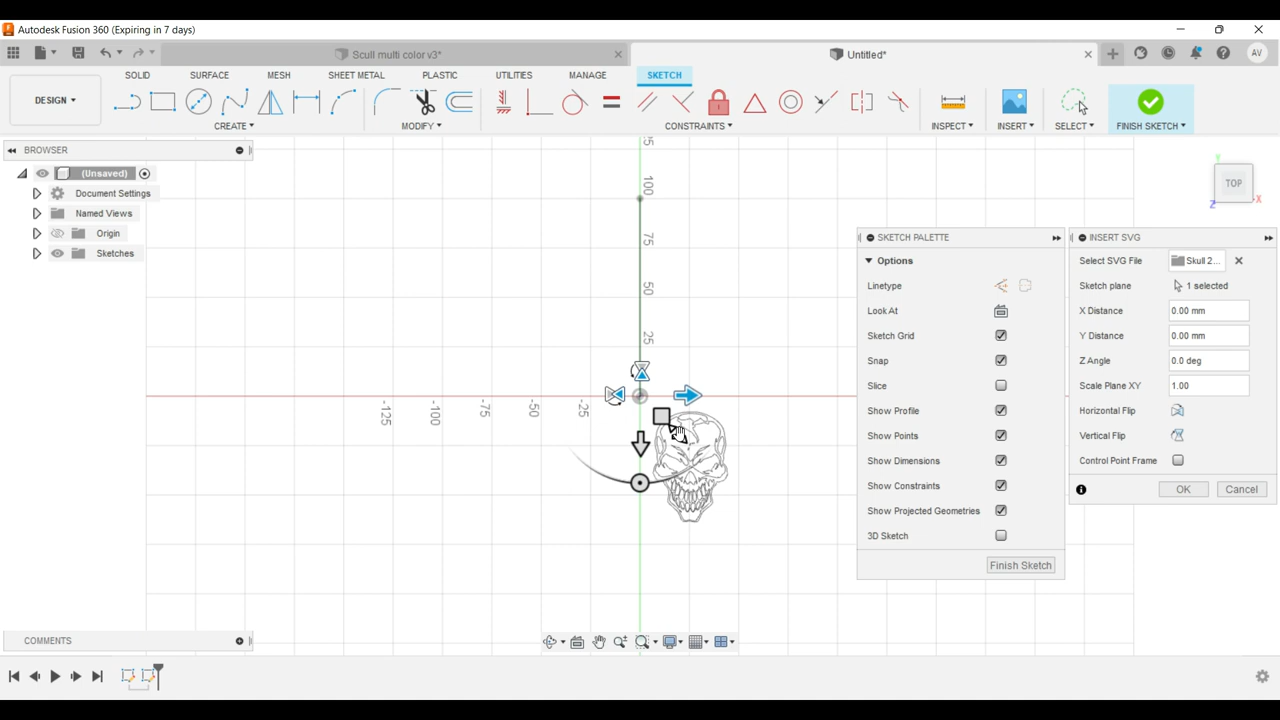 Autodesk Fusion 360 (Expiring in 7 days)
Scull multi color v3*
Untitled*
AV
DESIGN
SOLID SURFACE MESH SHEET METAL PLASTIC UTILITIES MANAGE SKETCH
CREATE MODIFY CONSTRAINTS INSPECT INSERT SELECT FINISH SKETCH
BROWSER
(Unsaved)
Document Settings
Named Views
Origin
Sketches
100
75
50
25
-125 -100 -75 -50 -25
TOP
Y
Z
X
SKETCH PALETTE
Options
Linetype
Look At
Sketch Grid
Snap
Slice
Show Profile
Show Points
Show Dimensions
Show Constraints
Show Projected Geometries
3D Sketch
Finish Sketch
INSERT SVG
Select SVG File Skull 2...
Sketch plane 1 selected
X Distance 0.00 mm
Y Distance 0.00 mm
Z Angle 0.0 deg
Scale Plane XY 1.00
Horizontal Flip
Vertical Flip
Control Point Frame
OK Cancel
COMMENTS